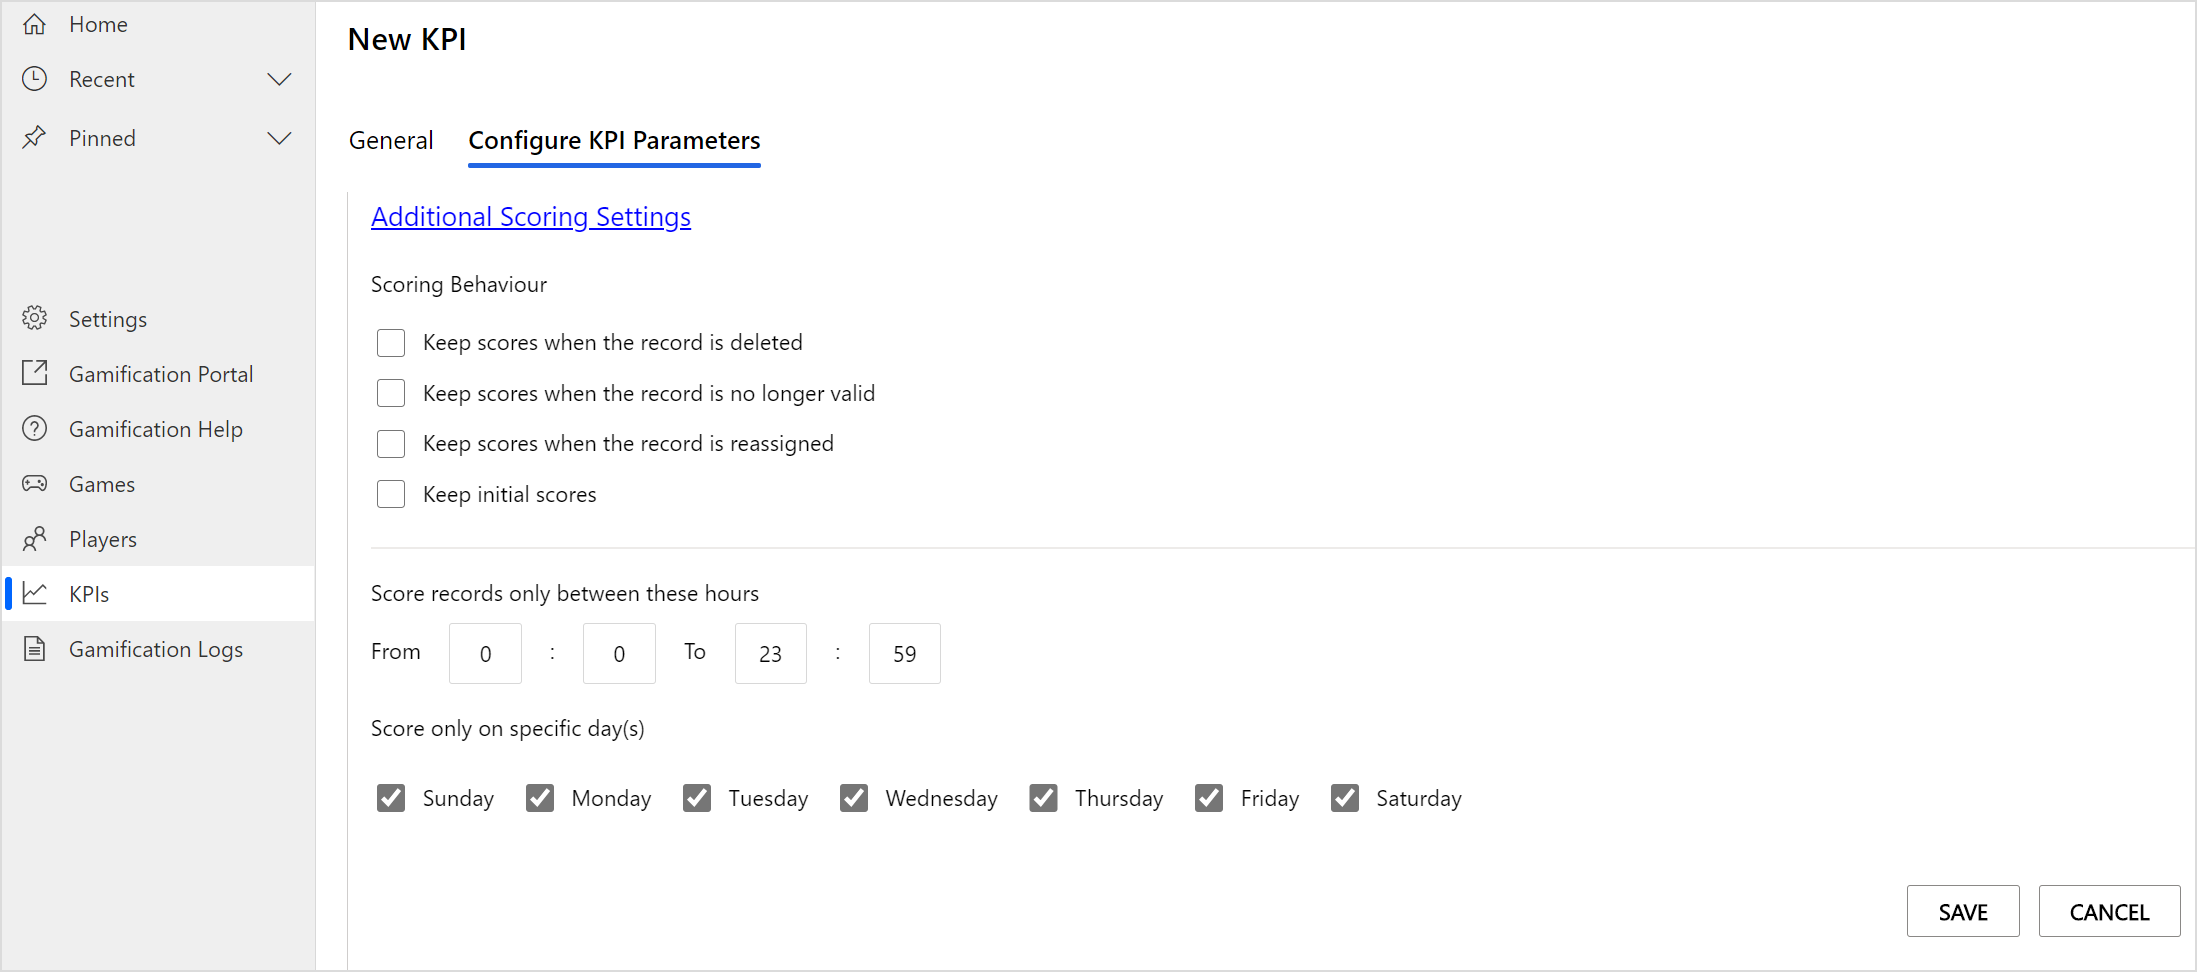 Home
Recent
Pinned
Settings
Gamification Portal
Gamification Help
Games
Players
KPIs
Gamification Logs
New KPI
General Configure KPI Parameters
Additional Scoring Settings
Scoring Behaviour
Keep scores when the record is deleted
Keep scores when the record is no longer valid
Keep scores when the record is reassigned
Keep initial scores
Score records only between these hours
From 0 : 0 To 23 : 59
Score only on specific day(s)
Sunday Monday Tuesday Wednesday Thursday Friday Saturday
SAVE CANCEL